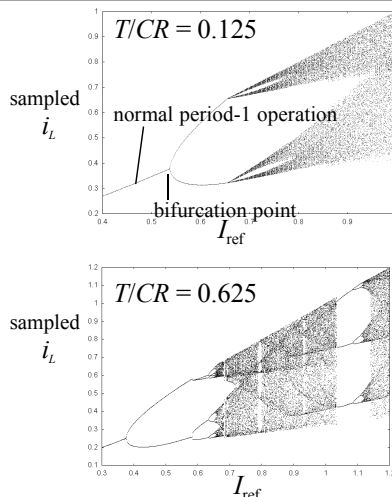 T/CR = 0.125
sampled
i_L
normal period-1 operation
bifurcation point
1
0.9
0.8
0.7
0.6
0.5
0.4
0.3
0.2
0.4 0.5 0.6 0.7 0.8 0.9
I_ref
T/CR = 0.625
sampled
i_L
1.2
1.1
1
0.9
0.8
0.7
0.6
0.5
0.4
0.3
0.2
0.1
0.3 0.4 0.5 0.6 0.7 0.8 0.9 1 1.1 1.2
I_ref